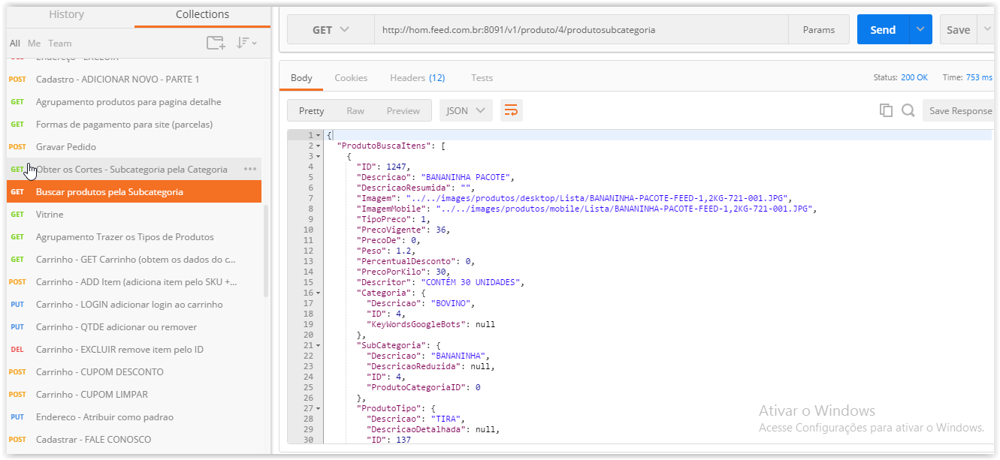 History Collections
All Me Team
Endereço - EXCLUIR
POST Cadastro - ADICIONAR NOVO - PARTE 1
GET Agrupamento produtos para pagina detalhe
GET Formas de pagamento para site (parcelas)
POST Gravar Pedido
GET Obter os Cortes - Subcategoria pela Categoria
GET Buscar produtos pela Subcategoria
GET Vitrine
GET Agrupamento Trazer os Tipos de Produtos
GET Carrinho - GET Carrinho (obtem os dados do c...
POST Carrinho - ADD Item (adiciona item pelo SKU +...
PUT Carrinho - LOGIN adicionar login ao carrinho
PUT Carrinho - QTDE adicionar ou remover
DEL Carrinho - EXCLUIR remove item pelo ID
POST Carrinho - CUPOM DESCONTO
POST Carrinho - CUPOM LIMPAR
PUT Endereco - Atribuir como padrao
POST Cadastrar - FALE CONOSCO
GET http://hom.feed.com.br:8091/v1/produto/4/produtosubcategoria Params Send Save
Body Cookies Headers (12) Tests Status: 200 OK Time: 753 ms
Pretty Raw Preview JSON Save Response
1 {
2 "ProdutoBuscaItens": [
3 {
4 "ID": 1247,
5 "Descricao": "BANANINHA PACOTE",
6 "DescricaoResumida": "",
7 "Imagem": "../../images/produtos/desktop/Lista/BANANINHA-PACOTE-FEED-1,2KG-721-001.JPG",
8 "ImagemMobile": "../../images/produtos/mobile/Lista/BANANINHA-PACOTE-FEED-1,2KG-721-001.JPG",
9 "TipoPreco": 1,
10 "PrecoVigente": 36,
11 "PrecoDe": 0,
12 "Peso": 1.2,
13 "PercentualDesconto": 0,
14 "PrecoPorKilo": 30,
15 "Descritor": "CONTÉM 30 UNIDADES",
16 "Categoria": {
17 "Descricao": "BOVINO",
18 "ID": 4,
19 "KeyWordsGoogleBots": null
20 },
21 "SubCategoria": {
22 "Descricao": "BANANINHA",
23 "DescricaoReduzida": null,
24 "ID": 4,
25 "ProdutoCategoriaID": 0
26 },
27 "ProdutoTipo": {
28 "Descricao": "TIRA",
29 "DescricaoDetalhada": null,
30 "ID": 137
Ativar o Windows
Acesse Configurações para ativar o Windows.